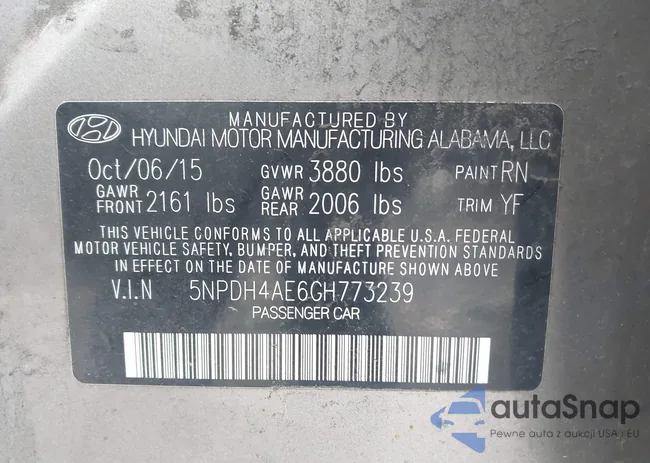 MANUFACTURED BY
HYUNDAI MOTOR MANUFACTURING ALABAMA, LLC
Oct/06/15 GVWR 3880 lbs PAINT RN
GAWR FRONT 2161 lbs GAWR REAR 2006 lbs TRIM YF
THIS VEHICLE CONFORMS TO ALL APPLICABLE U.S.A. FEDERAL
MOTOR VEHICLE SAFETY, BUMPER, AND THEFT PREVENTION STANDARDS
IN EFFECT ON THE DATE OF MANUFACTURE SHOWN ABOVE
V.I.N 5NPDH4AE6GH773239
PASSENGER CAR
autaSnap
Pewne auta z aukcji USA i EU